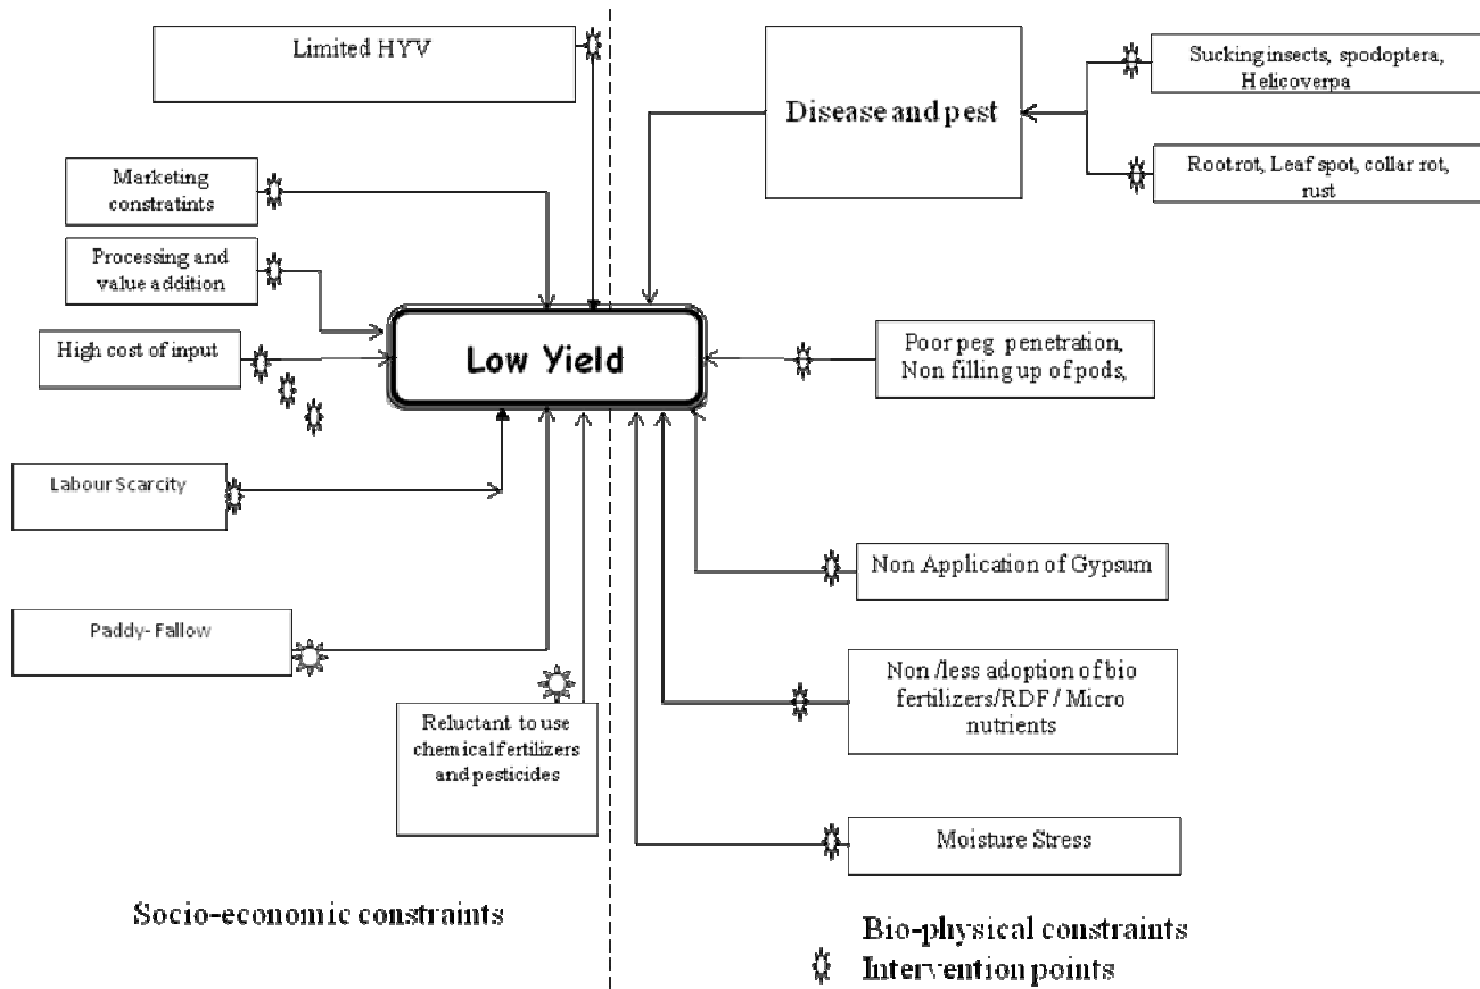 Limited HYV
Marketing
constratints
Processing and
value addition
High cost of input
Labour Scarcity
Paddy- Fallow
Reluctant to use
chemical fertilizers
and pesticides
Low Yield
Disease and pest
Sucking insects, spodoptera,
Helicoverpa
Root rot, Leaf spot, collar rot,
rust
Poor peg penetration,
Non filling up of pods,
Non Application of Gypsum
Non /less adoption of bio
fertilizers/RDF / Micro
nutrients
Moisture Stress
Socio-economic constraints
Bio-physical constraints
Intervention points